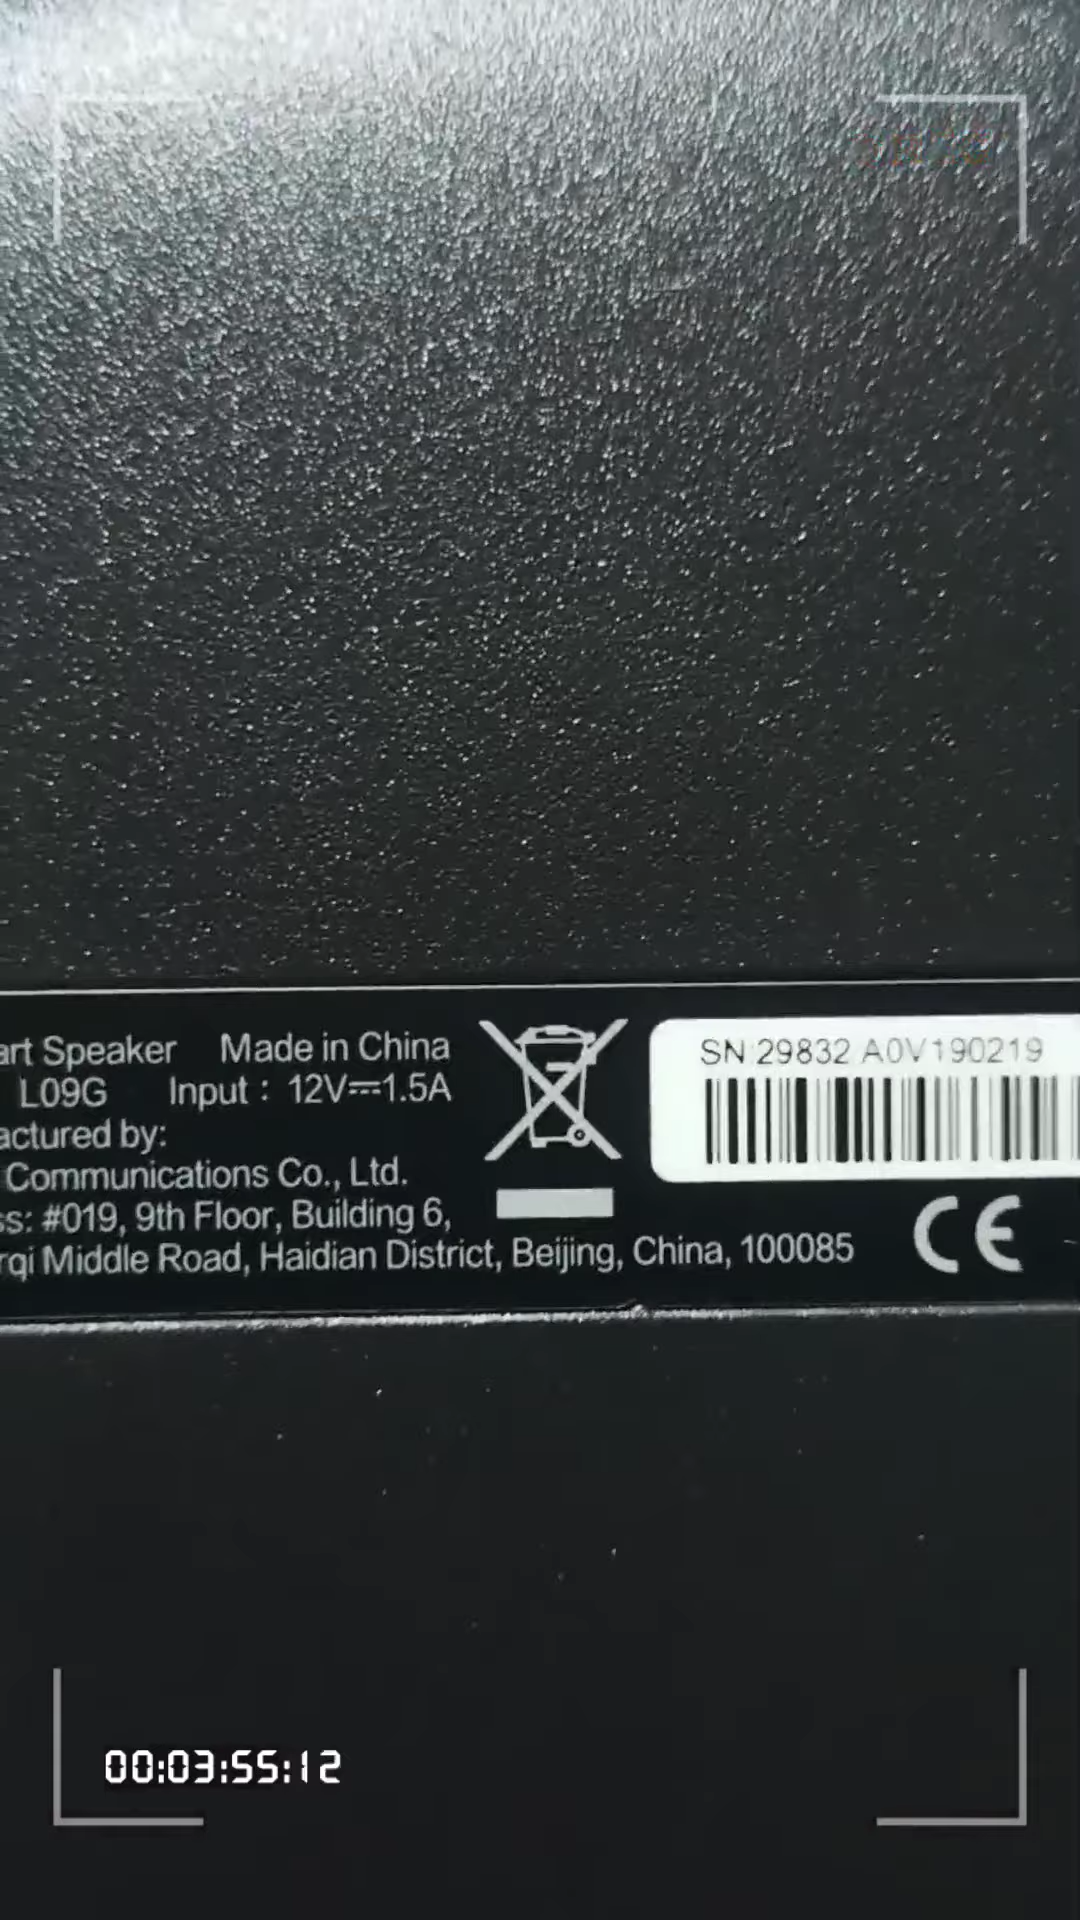 art Speaker Made in China
L09G Input : 12V⎓1.5A
actured by:
Communications Co., Ltd.
ss: #019, 9th Floor, Building 6,
rqi Middle Road, Haidian District, Beijing, China, 100085
SN:29832 A0V190219
CE
00:03:55:12